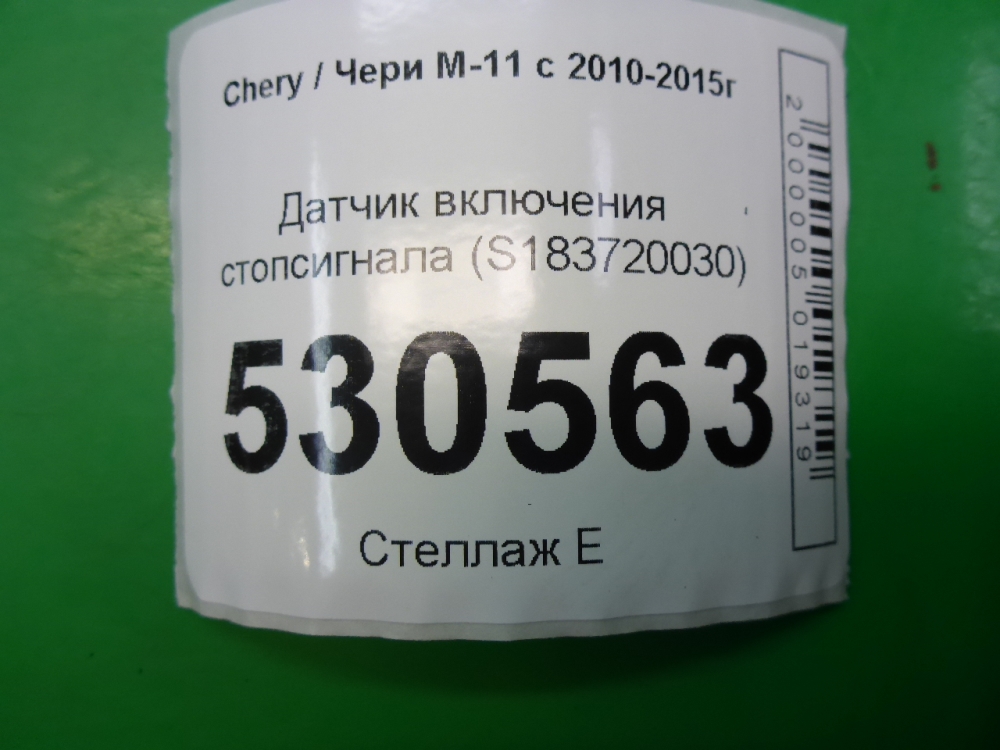 Chery / Чери М-11 с 2010-2015г
Датчик включения
стопсигнала (S183720030)
530563
Стеллаж Е
2000005019319